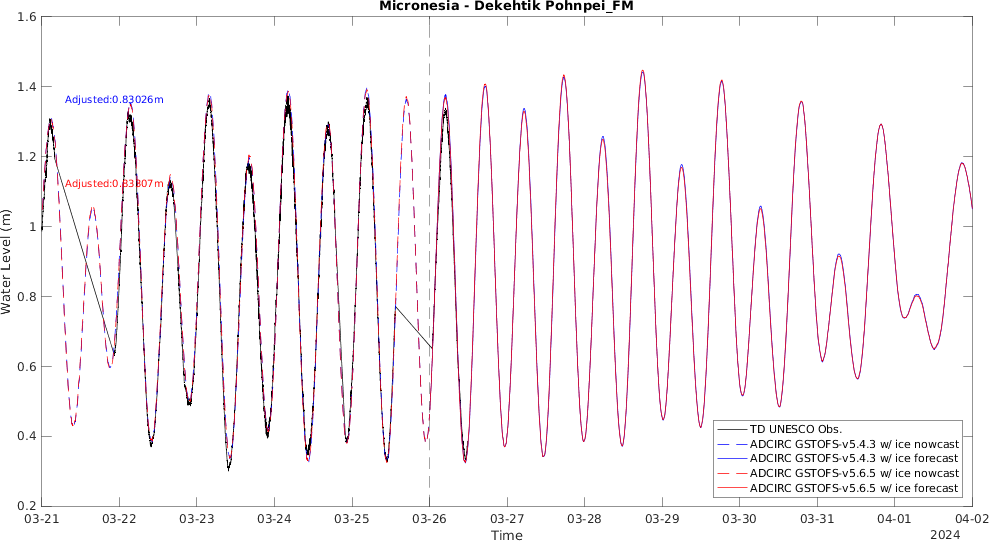 Micronesia - Dekehtik Pohnpei_FM
Water Level (m)
1.6
1.4
1.2
1
0.8
0.6
0.4
0.2
Adjusted:0.83026m
Adjusted:0.83807m
TD UNESCO Obs.
ADCIRC GSTOFS-v5.4.3 w/ ice nowcast
ADCIRC GSTOFS-v5.4.3 w/ ice forecast
ADCIRC GSTOFS-v5.6.5 w/ ice nowcast
ADCIRC GSTOFS-v5.6.5 w/ ice forecast
03-21 03-22 03-23 03-24 03-25 03-26 03-27 03-28 03-29 03-30 03-31 04-01 04-02
Time
2024